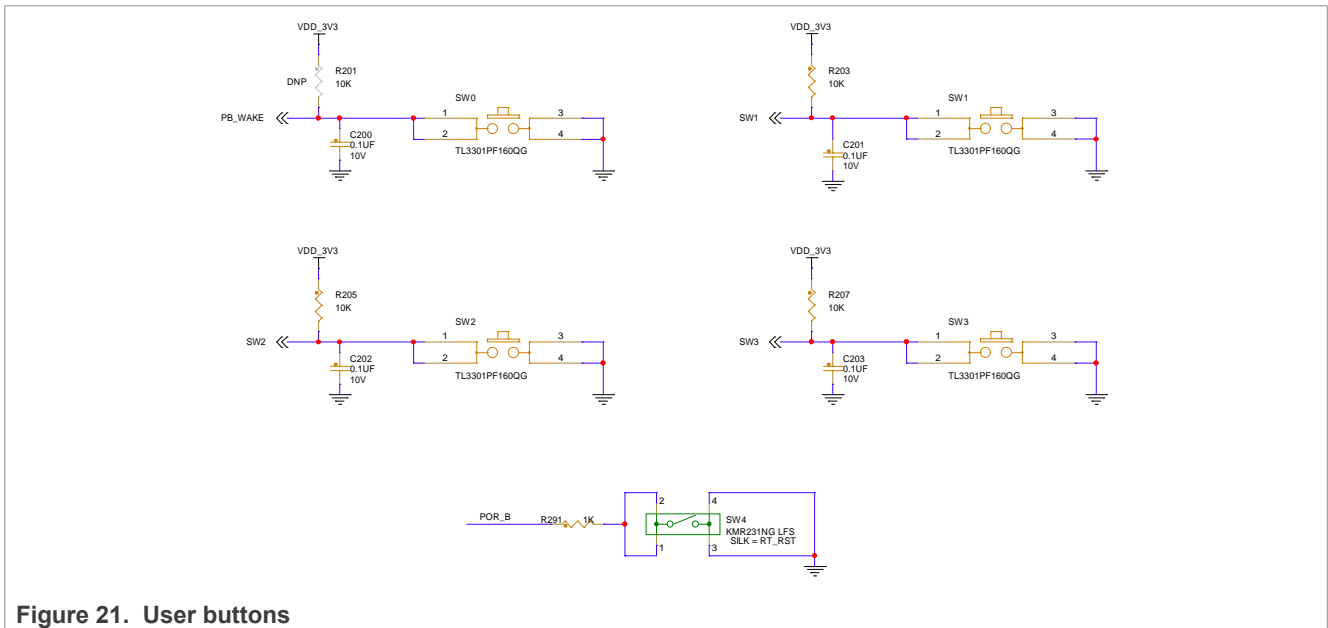 VDD_3V3
R201
DNP
10K
SW0
PB_WAKE
1
3
2
4
C200
0.1UF
10V
TL3301PF160QG
VDD_3V3
R203
10K
SW1
SW1
1
3
2
4
C201
0.1UF
10V
TL3301PF160QG
VDD_3V3
R205
10K
SW2
SW2
1
3
2
4
C202
0.1UF
10V
TL3301PF160QG
VDD_3V3
R207
10K
SW3
SW3
1
3
2
4
C203
0.1UF
10V
TL3301PF160QG
2
4
POR_B
R291
1K
SW4
KMR231NG LFS
SILK = RT_RST
1
3
Figure 21. User buttons